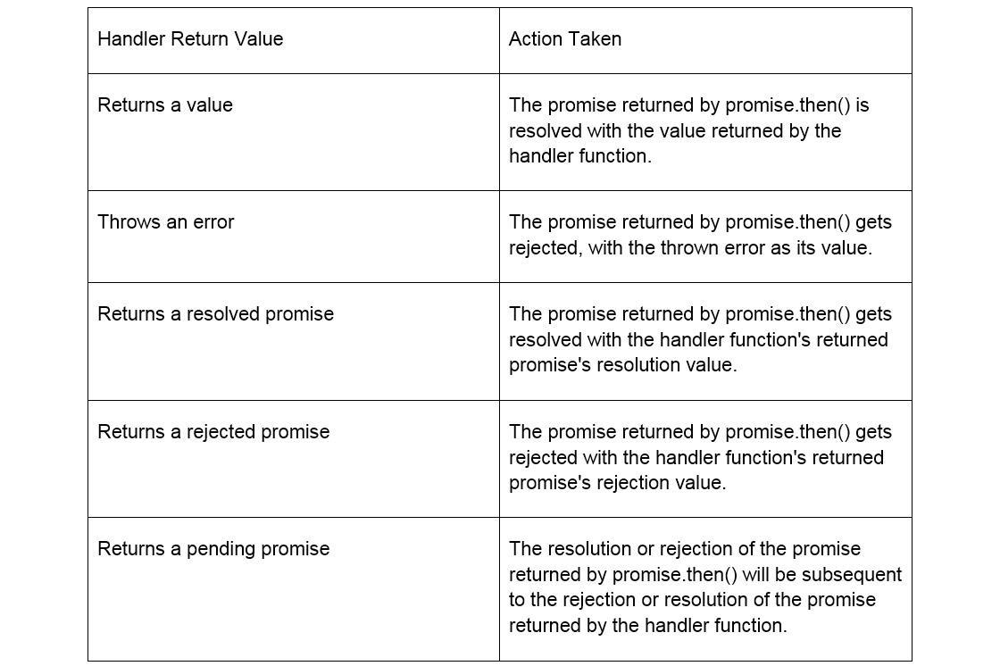 Handler Return Value
Action Taken
Returns a value
The promise returned by promise.then() is
resolved with the value returned by the
handler function.
Throws an error
The promise returned by promise.then() gets
rejected, with the thrown error as its value.
Returns a resolved promise
The promise returned by promise.then() gets
resolved with the handler function's returned
promise's resolution value.
Returns a rejected promise
The promise returned by promise.then() gets
rejected with the handler function's returned
promise's rejection value.
Returns a pending promise
The resolution or rejection of the promise
returned by promise.then() will be subsequent
to the rejection or resolution of the promise
returned by the handler function.